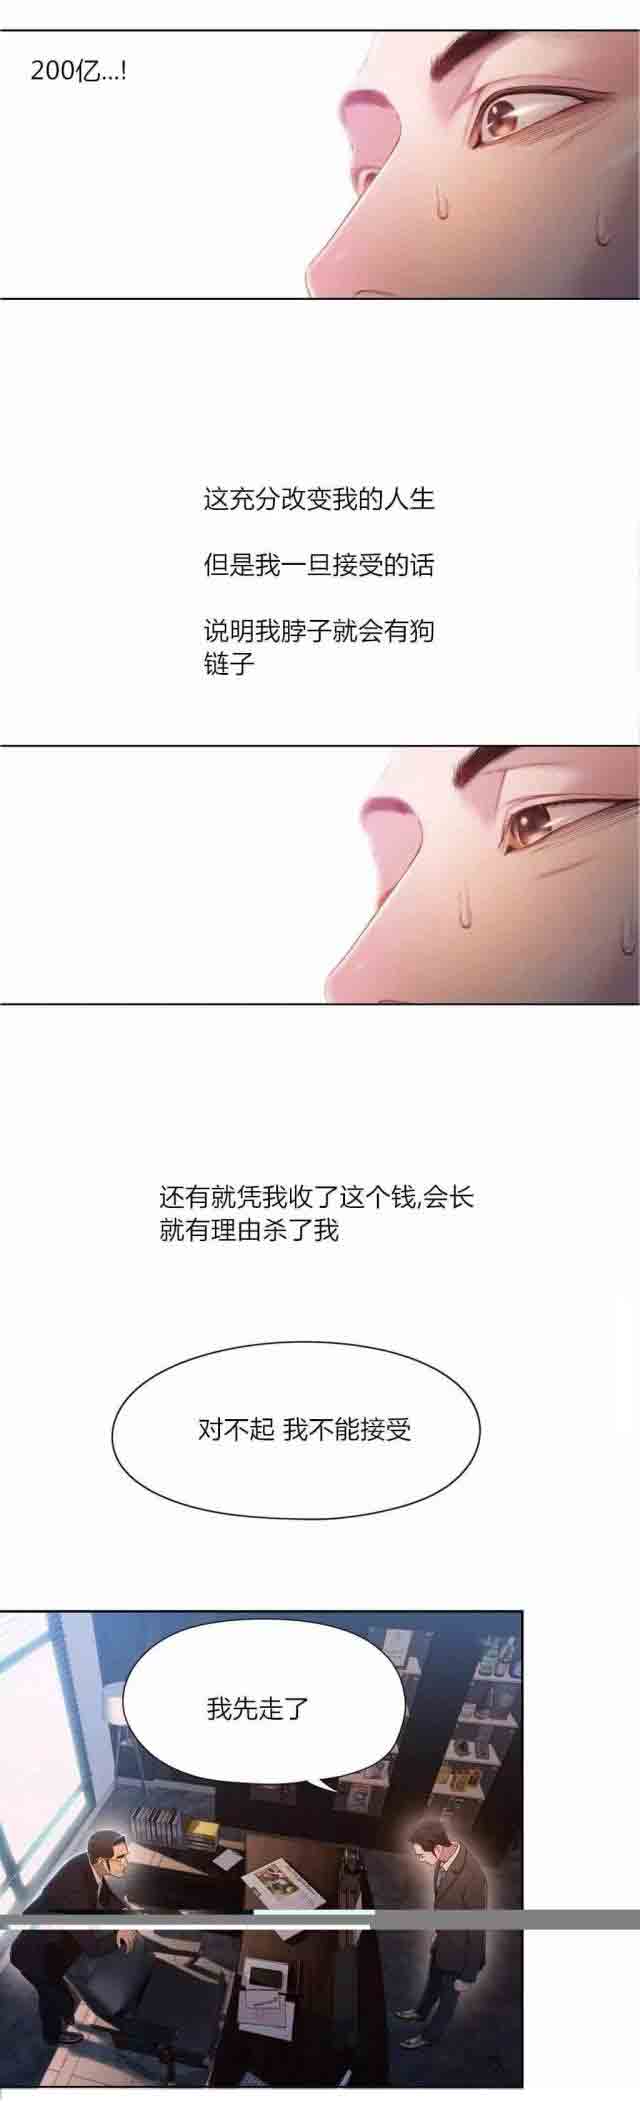 200亿...!
这充分改变我的人生
但是我一旦接受的话
说明我脖子就会有狗
链子
还有就凭我收了这个钱,会长
就有理由杀了我
对不起 我不能接受
我先走了